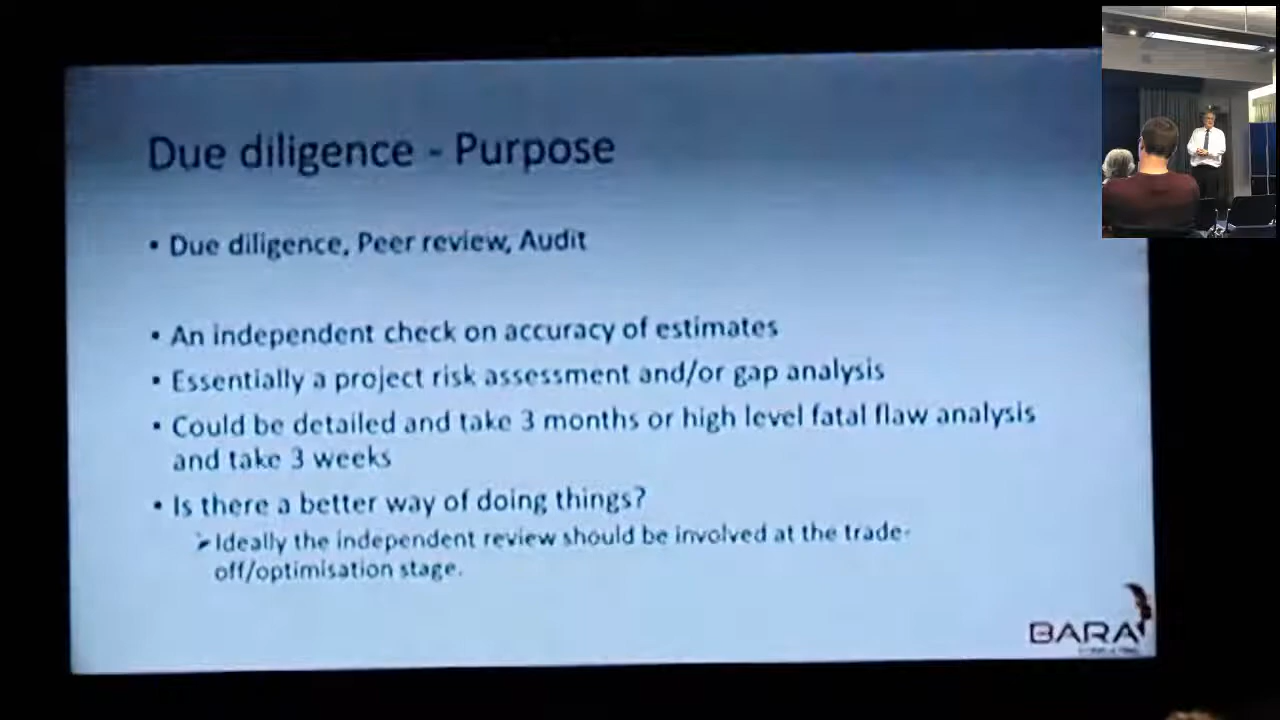 Due diligence - Purpose
• Due diligence, Peer review, Audit
• An independent check on accuracy of estimates
• Essentially a project risk assessment and/or gap analysis
• Could be detailed and take 3 months or high level fatal flaw analysis
and take 3 weeks
• Is there a better way of doing things?
➢Ideally the independent review should be involved at the trade-
off/optimisation stage.
BARA